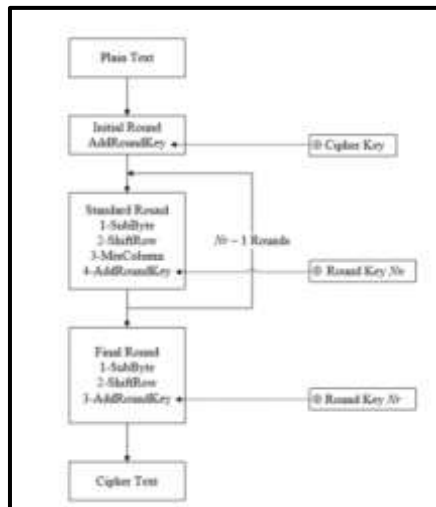 Plain Text
Initial Round
AddRoundKey
⊕ Cipher Key
Standard Round
1-SubByte
2-ShiftRow
3-MixColumn
4-AddRoundKey
Nr – 1 Rounds
⊕ Round Key Nr
Final Round
1-SubByte
2-ShiftRow
3-AddRoundKey
⊕ Round Key Nr
Cipher Text